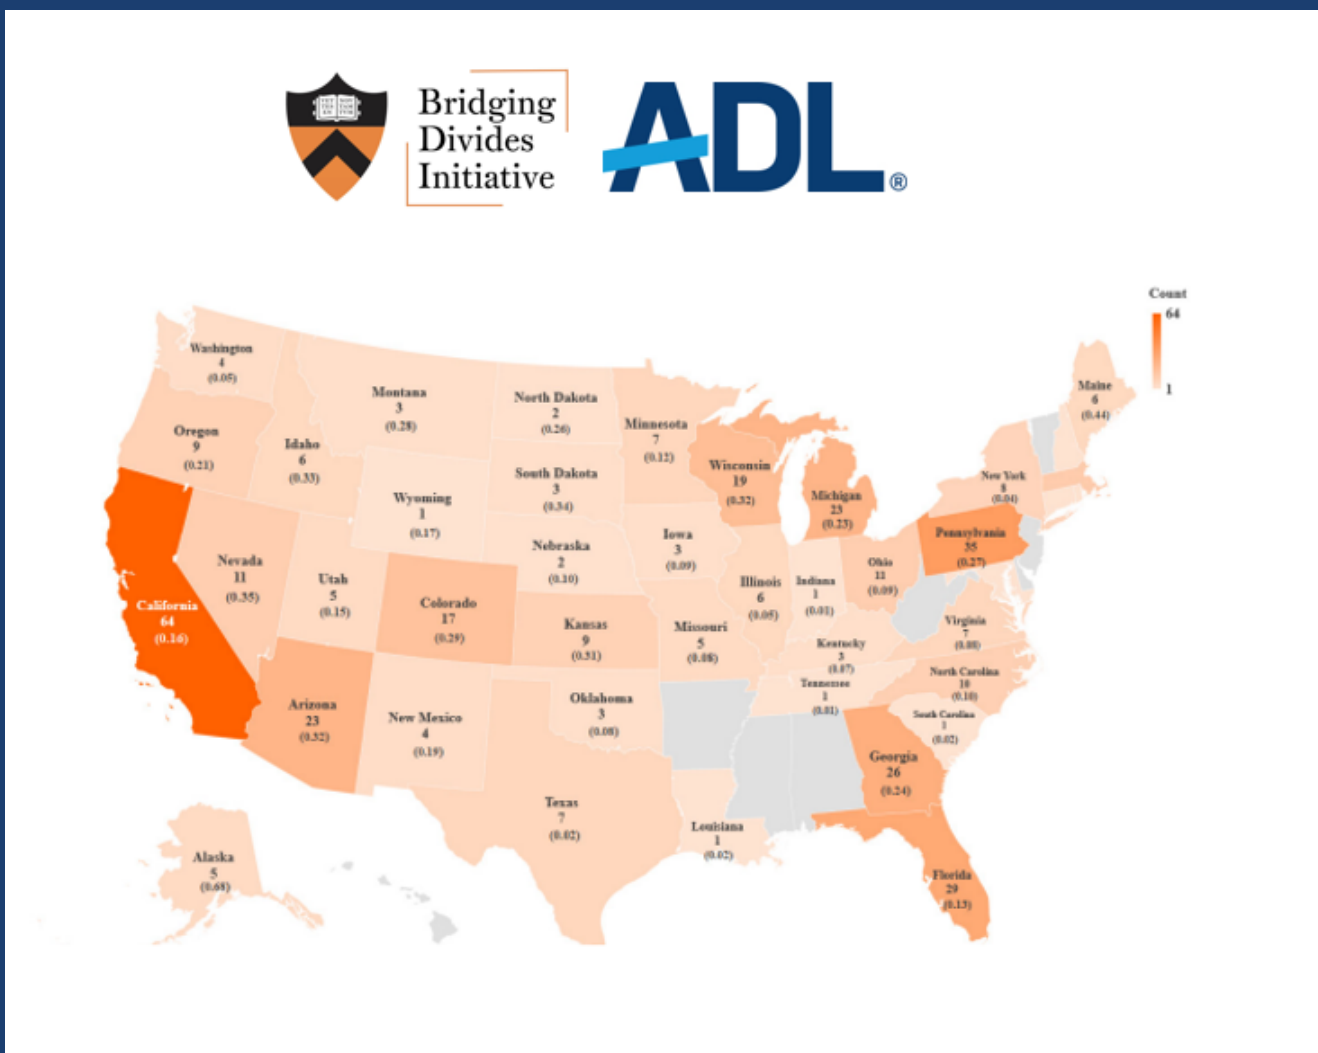 Bridging
Divides
Initiative
ADL®
Count
64
1
Washington
4
(0.05)
Montana
3
(0.28)
North Dakota
2
(0.26)
Minnesota
7
(0.12)
Maine
6
(0.44)
Oregon
9
(0.21)
Idaho
6
(0.33)
South Dakota
3
(0.34)
Wisconsin
19
(0.32)
Michigan
23
(0.23)
New York
8
(0.04)
Wyoming
1
(0.17)
Nebraska
2
(0.10)
Iowa
3
(0.09)
Pennsylvania
35
(0.27)
Nevada
11
(0.35)
Utah
5
(0.15)
Colorado
17
(0.29)
Illinois
6
(0.05)
Indiana
1
(0.01)
Ohio
11
(0.09)
California
64
(0.16)
Kansas
9
(0.31)
Missouri
5
(0.08)
Kentucky
3
(0.07)
Virginia
7
(0.08)
Arizona
23
(0.32)
New Mexico
4
(0.19)
Oklahoma
3
(0.08)
Tennessee
1
(0.01)
North Carolina
10
(0.10)
South Carolina
1
(0.02)
Texas
7
(0.02)
Louisiana
1
(0.02)
Georgia
26
(0.24)
Alaska
5
(0.68)
Florida
29
(0.13)